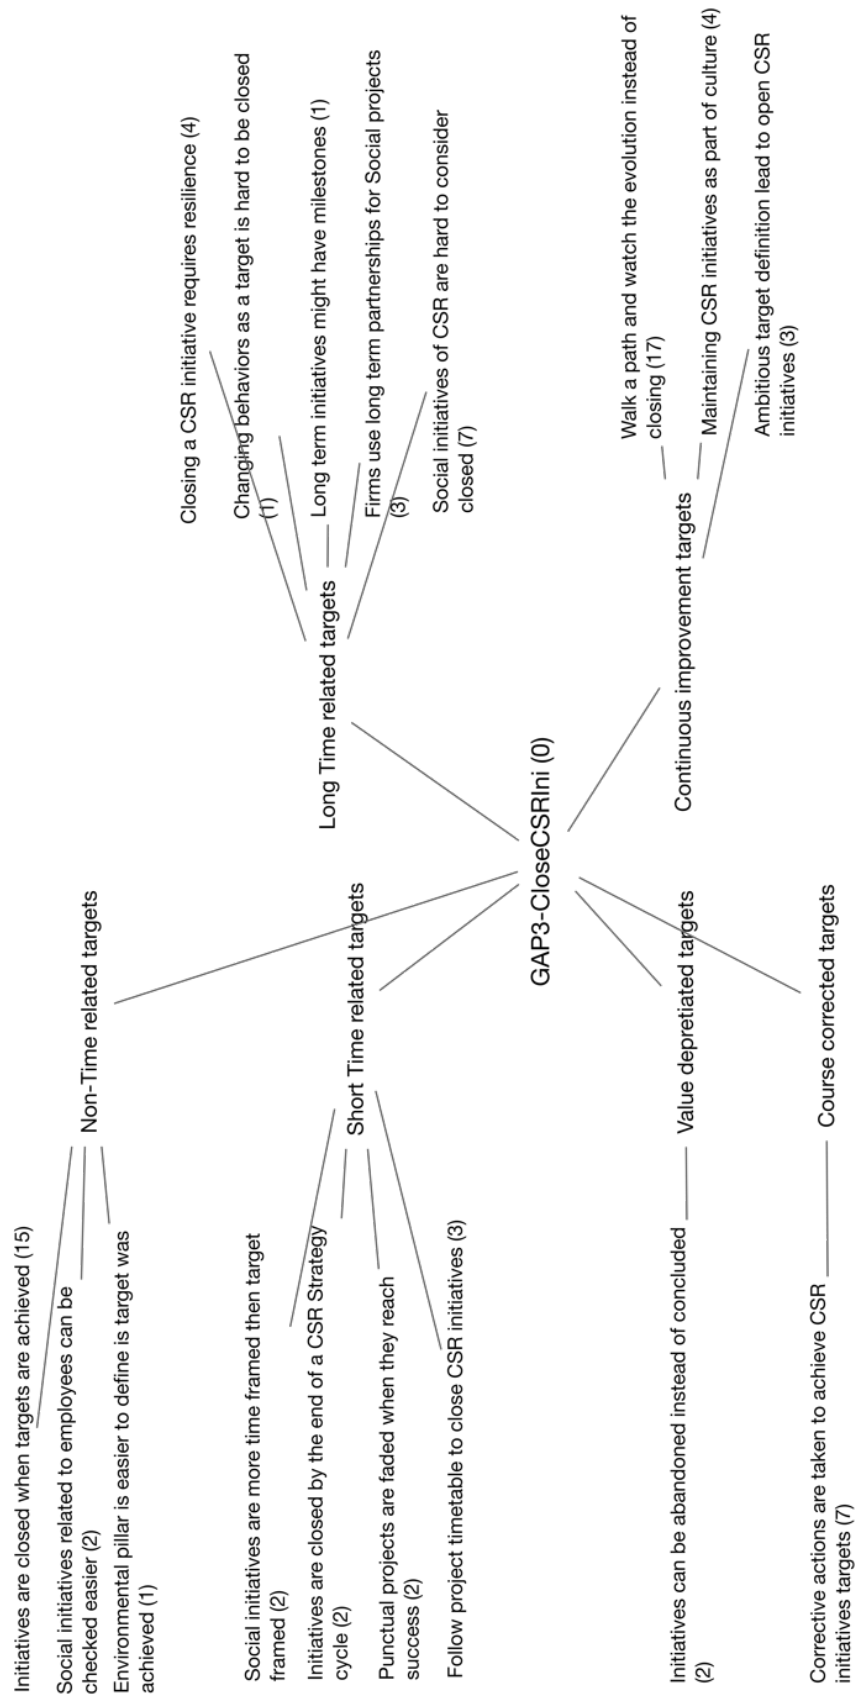 Initiatives are closed when targets are achieved (15)
Social initiatives related to employees can be
checked easier (2)
Environmental pillar is easier to define is target was
achieved (1)
Non-Time related targets
Social initiatives are more time framed then target
framed (2)
Initiatives are closed by the end of a CSR Strategy
cycle (2)
Punctual projects are faded when they reach
success (2)
Follow project timetable to close CSR initiatives (3)
Short Time related targets
Initiatives can be abandoned instead of concluded
(2)
Value depretiated targets
Corrective actions are taken to achieve CSR
initiatives targets (7)
Course corrected targets
GAP3-CloseCSRIni (0)
Long Time related targets
Closing a CSR initiative requires resilience (4)
Changing behaviors as a target is hard to be closed
(1)
Long term initiatives might have milestones (1)
Firms use long term partnerships for Social projects
(3)
Social initiatives of CSR are hard to consider
closed (7)
Continuous improvement targets
Walk a path and watch the evolution instead of
closing (17)
Maintaining CSR initiatives as part of culture (4)
Ambitious target definition lead to open CSR
initiatives (3)